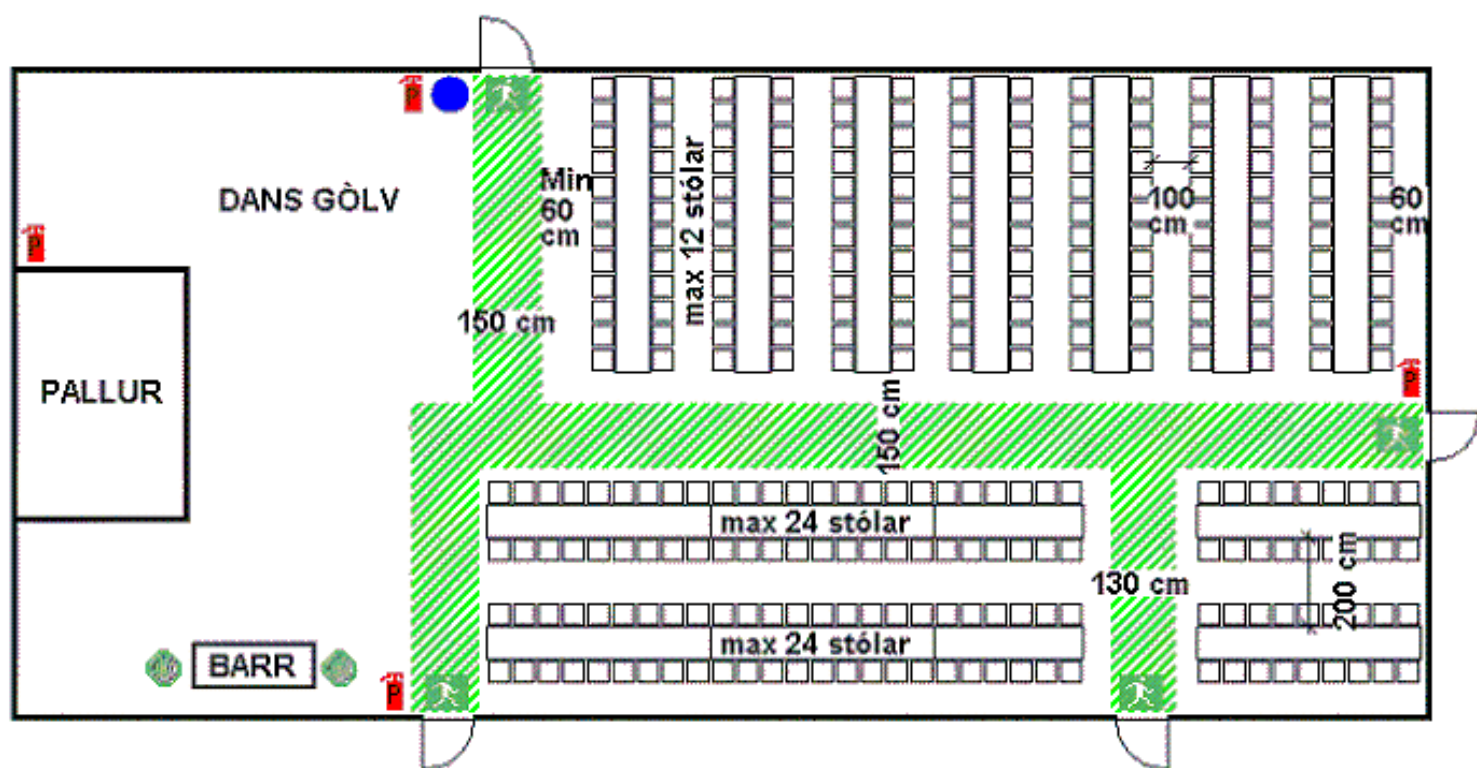 DANS GÒLV
Min
60
cm
max 12 stólar
100
cm
60
cm
150 cm
PALLUR
150 cm
max 24 stólar
130 cm
200 cm
max 24 stólar
BARR